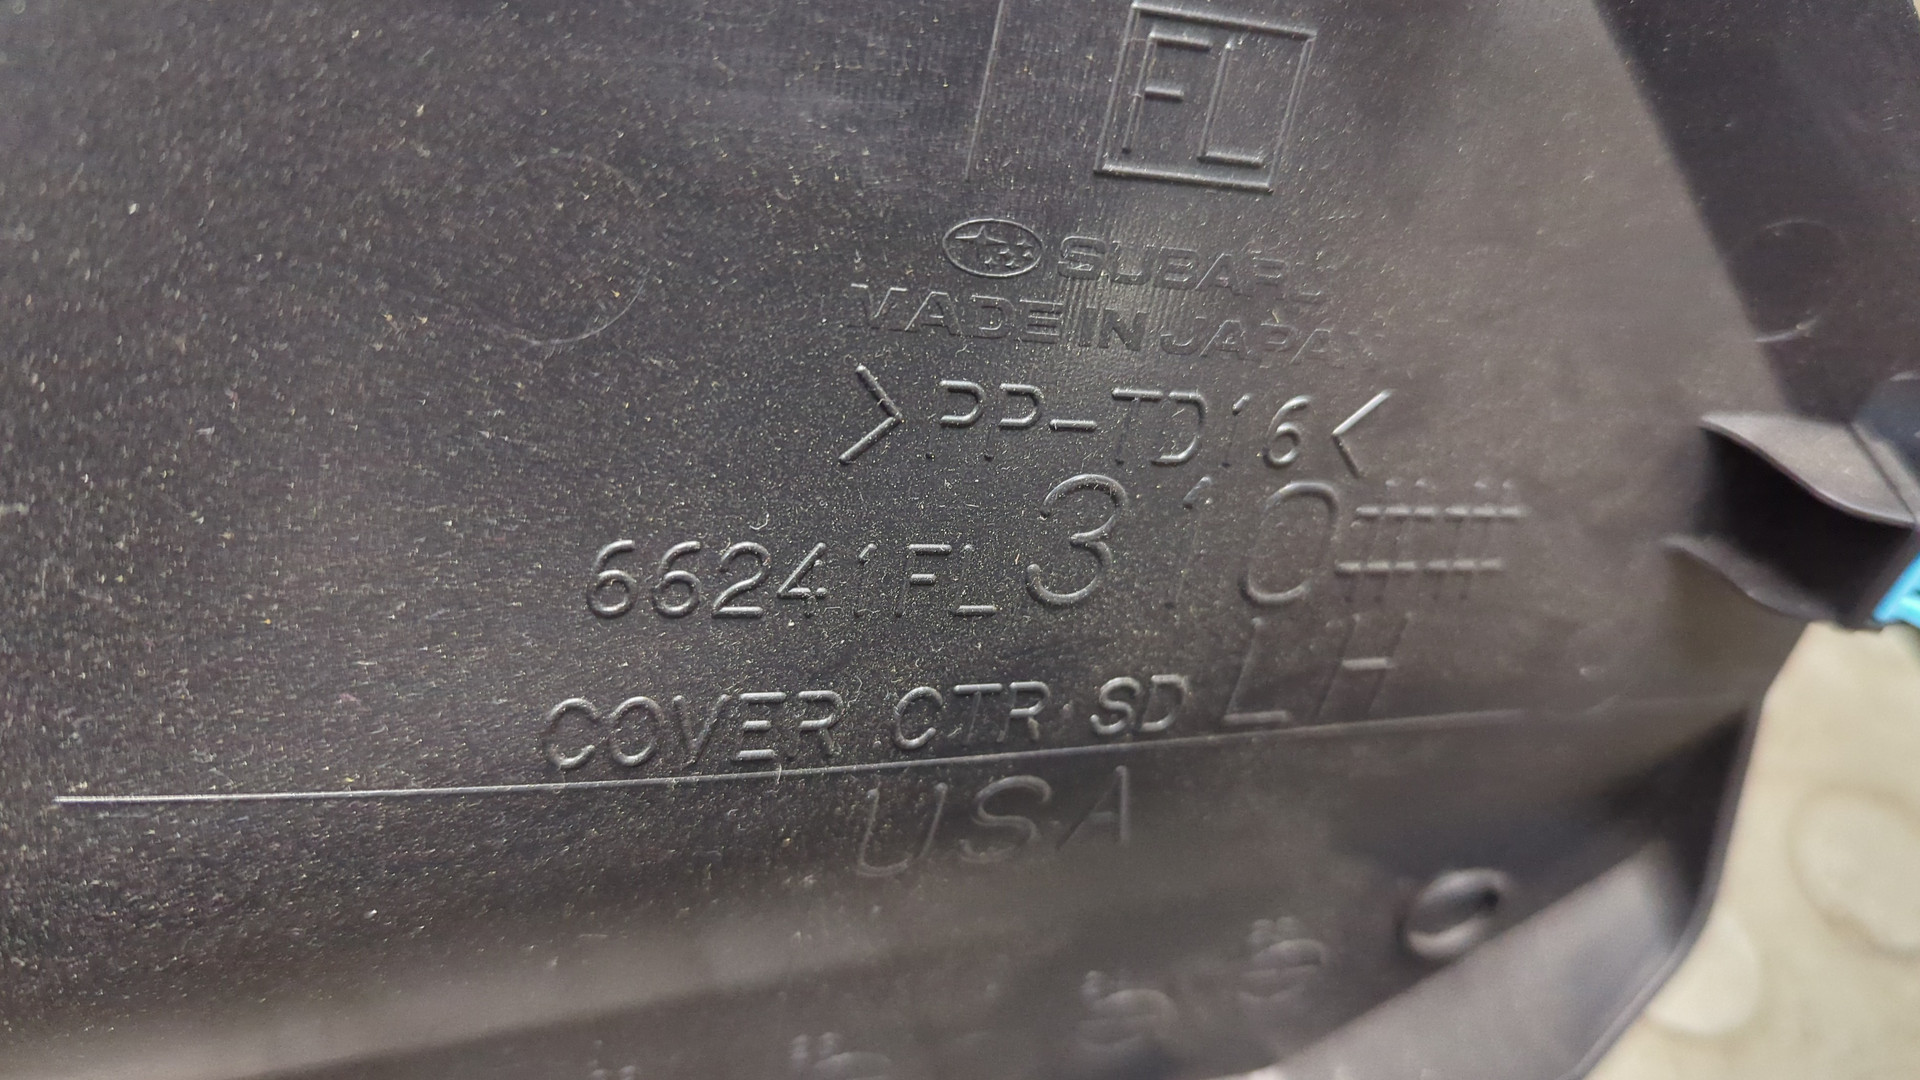 FL
SUBARU
MADE IN JAPAN
>PP-TD16<
66241FL310##
COVER CTR SD LH
USA